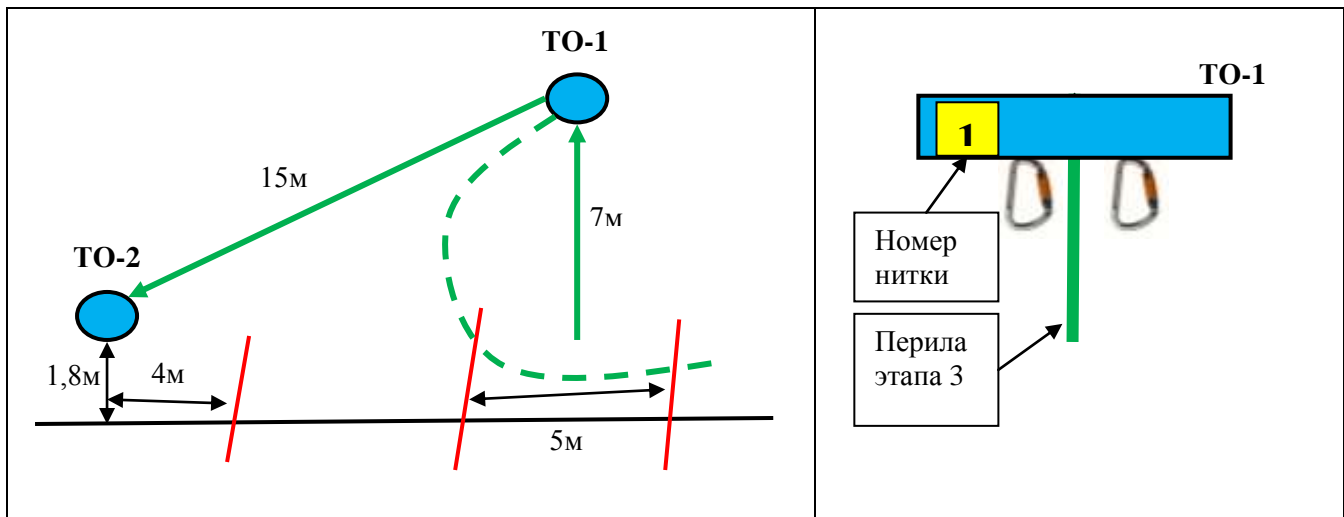 ТО-1
15м
7м
ТО-2
1,8м
4м
5м
ТО-1
1
Номер
нитки
Перила
этапа 3